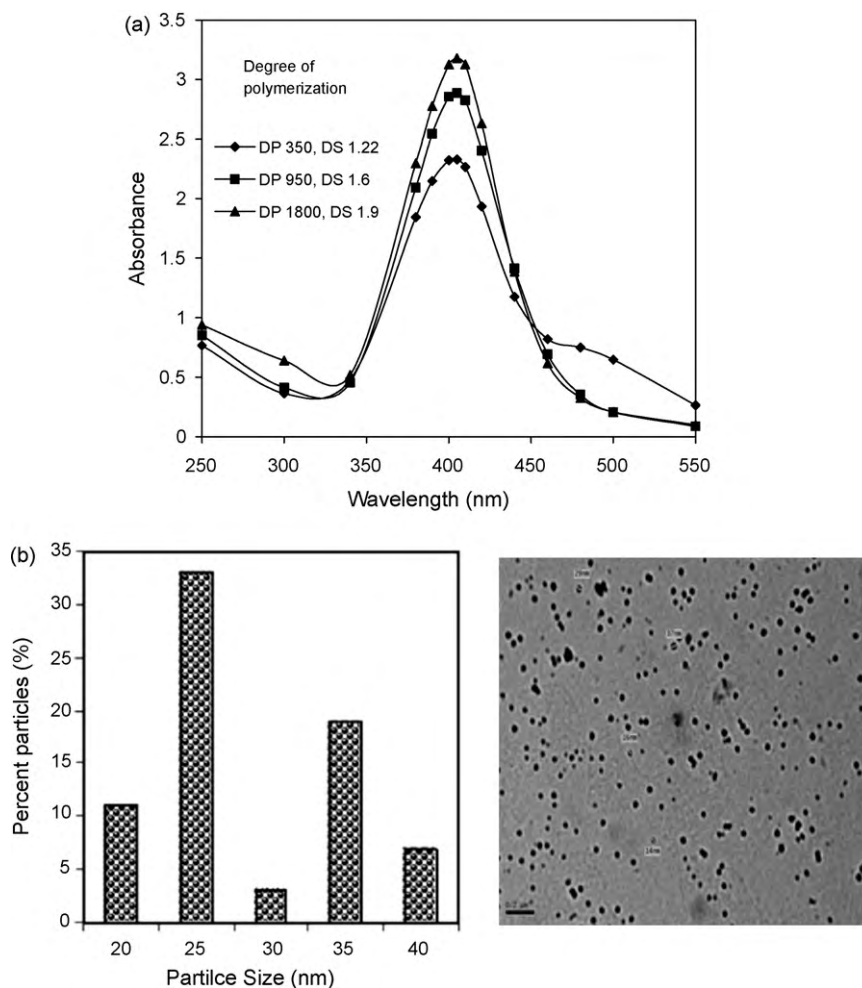 (a)
3.5
3
2.5
2
1.5
1
0.5
0
Absorbance
Degree of
polymerization
DP 350, DS 1.22
DP 950, DS 1.6
DP 1800, DS 1.9
250 300 350 400 450 500 550
Wavelength (nm)
(b)
35
30
25
20
15
10
5
0
Percent particles (%)
20 25 30 35 40
Partilce Size (nm)